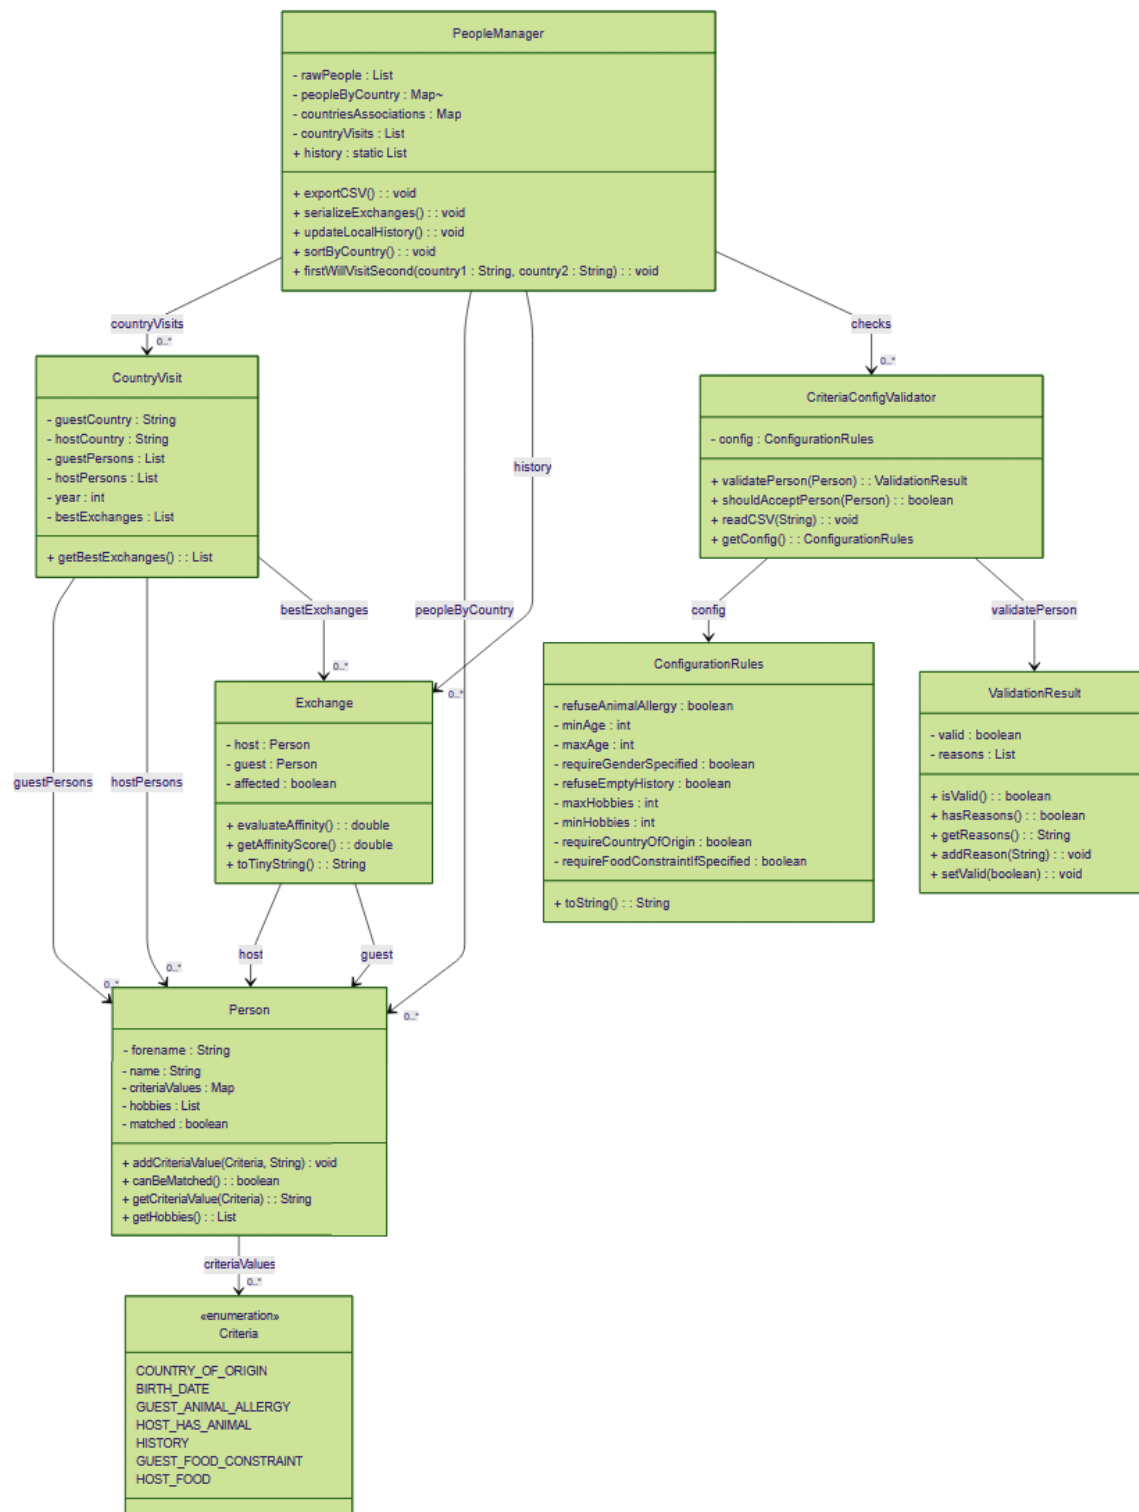 PeopleManager
- rawPeople : List
- peopleByCountry : Map~
- countriesAssociations : Map
- countryVisits : List
+ history : static List
+ exportCSV() : : void
+ serializeExchanges() : : void
+ updateLocalHistory() : : void
+ sortByCountry() : : void
+ firstWillVisitSecond(country1 : String, country2 : String) : : void
countryVisits
0..*
checks
0..*
CountryVisit
- guestCountry : String
- hostCountry : String
- guestPersons : List
- hostPersons : List
- year : int
- bestExchanges : List
+ getBestExchanges() : : List
CriteriaConfigValidator
- config : ConfigurationRules
+ validatePerson(Person) : : ValidationResult
+ shouldAcceptPerson(Person) : : boolean
+ readCSV(String) : : void
+ getConfig() : : ConfigurationRules
history
bestExchanges
0..*
peopleByCountry
0..*
config
validatePerson
Exchange
- host : Person
- guest : Person
- affected : boolean
+ evaluateAffinity() : : double
+ getAffinityScore() : : double
+ toTinyString() : : String
ConfigurationRules
- refuseAnimalAllergy : boolean
- minAge : int
- maxAge : int
- requireGenderSpecified : boolean
- refuseEmptyHistory : boolean
- maxHobbies : int
- minHobbies : int
- requireCountryOfOrigin : boolean
- requireFoodConstraintIfSpecified : boolean
+ toString() : : String
ValidationResult
- valid : boolean
- reasons : List
+ isValid() : : boolean
+ hasReasons() : : boolean
+ getReasons() : : String
+ addReason(String) : : void
+ setValid(boolean) : : void
guestPersons
hostPersons
host
guest
0..*
0..*
0..*
Person
- forename : String
- name : String
- criteriaValues : Map
- hobbies : List
- matched : boolean
+ addCriteriaValue(Criteria, String) : void
+ canBeMatched() : : boolean
+ getCriteriaValue(Criteria) : : String
+ getHobbies() : : List
criteriaValues
0..*
«enumeration»
Criteria
COUNTRY_OF_ORIGIN
BIRTH_DATE
GUEST_ANIMAL_ALLERGY
HOST_HAS_ANIMAL
HISTORY
GUEST_FOOD_CONSTRAINT
HOST_FOOD